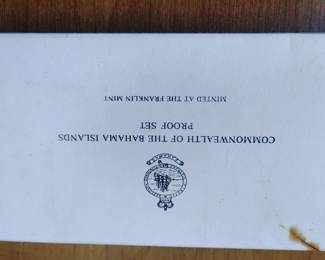 COMMONWEALTH OF THE BAHAMA ISLANDS
PROOF SET
MINTED AT THE FRANKLIN MINT